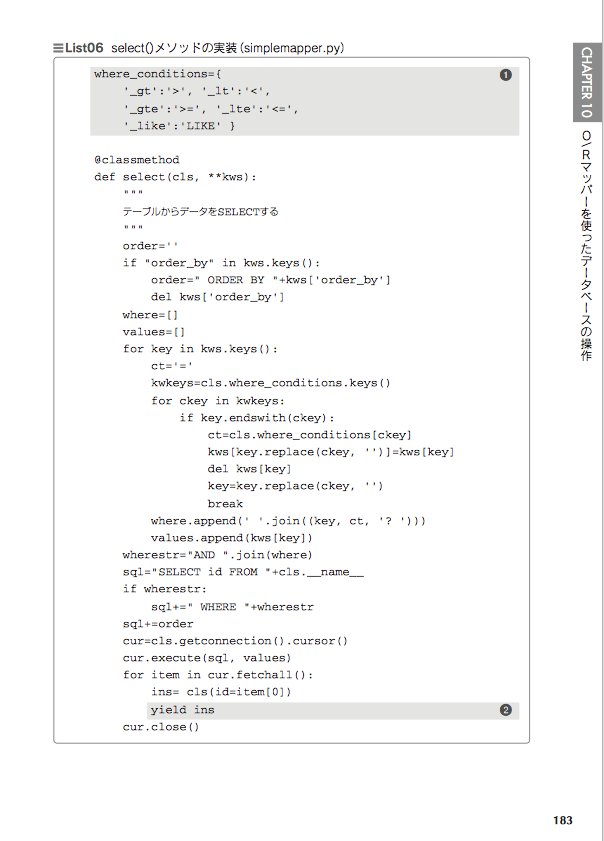 List06 select()メソッドの実装(simplemapper.py)
where_conditions={
    '_gt':'>', '_lt':'<',
    '_gte':'>=', '_lte':'<=',
    '_like':'LIKE' }
❶
@classmethod
def select(cls, **kws):
    """
    テーブルからデータをSELECTする
    """
    order=''
    if "order_by" in kws.keys():
        order=" ORDER BY "+kws['order_by']
        del kws['order_by']
    where=[]
    values=[]
    for key in kws.keys():
        ct='='
        kwkeys=cls.where_conditions.keys()
        for ckey in kwkeys:
            if key.endswith(ckey):
                ct=cls.where_conditions[ckey]
                kws[key.replace(ckey, '')]=kws[key]
                del kws[key]
                key=key.replace(ckey, '')
                break
        where.append(' '.join((key, ct, '? ')))
        values.append(kws[key])
    wherestr="AND ".join(where)
    sql="SELECT id FROM "+cls.__name__
    if wherestr:
        sql+=" WHERE "+wherestr
    sql+=order
    cur=cls.getconnection().cursor()
    cur.execute(sql, values)
    for item in cur.fetchall():
        ins= cls(id=item[0])
        yield ins
❷
    cur.close()
CHAPTER 10
O/Rマッパーを使ったデータベースの操作
183